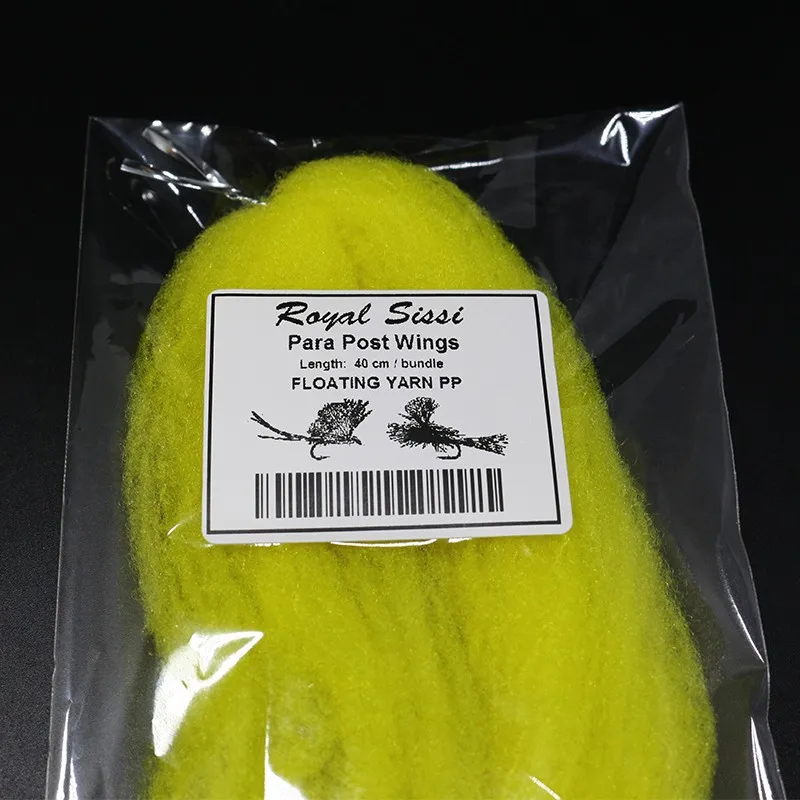 Royal Sissi
Para Post Wings
Length: 40 cm / bundle
FLOATING YARN PP